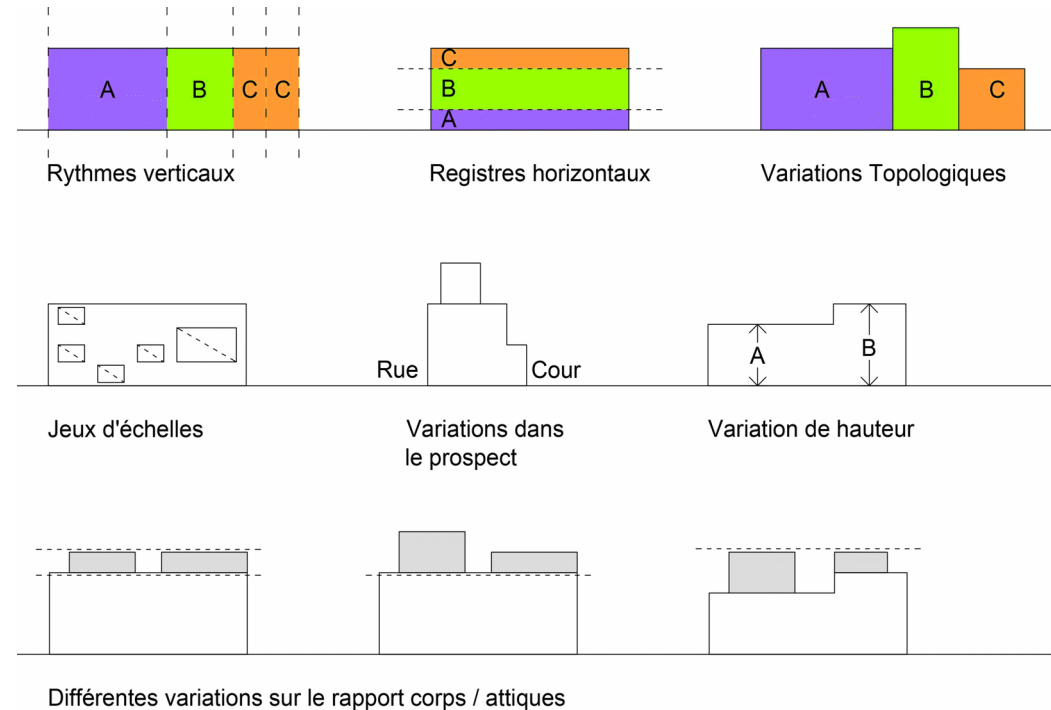 A B C C
C
B
A
A B C
Rythmes verticaux
Registres horizontaux
Variations Topologiques
Rue
Cour
A
B
Jeux d'échelles
Variations dans
le prospect
Variation de hauteur
Différentes variations sur le rapport corps / attiques